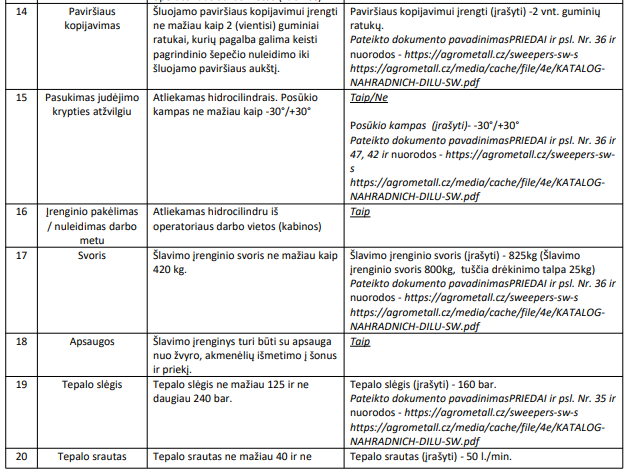 14
Paviršiaus
kopijavimas
Šluojamo paviršiaus kopijavimui įrengti
ne mažiau kaip 2 (vientisi) guminiai
ratukai, kurių pagalba galima keisti
pagrindinio šepečio nuleidimo iki
šluojamo paviršiaus aukštį.
Paviršiaus kopijavimui įrengti (įrašyti) -2 vnt. guminių
ratukų.
Pateikto dokumento pavadinimasPRIEDAI ir psl. Nr. 36 ir
nuorodos - https://agrometall.cz/sweepers-sw-s
https://agrometall.cz/media/cache/file/4e/KATALOG-
NAHRADNICH-DILU-SW.pdf
15
Pasukimas judėjimo
krypties atžvilgiu
Atliekamas hidrocilindrais. Posūkio
kampas ne mažiau kaip -30°/+30°
Taip/Ne
Posūkio kampas (įrašyti)- -30°/+30°
Pateikto dokumento pavadinimasPRIEDAI ir psl. Nr. 36 ir
47, 42 ir nuorodos - https://agrometall.cz/sweepers-sw-
s
https://agrometall.cz/media/cache/file/4e/KATALOG-
NAHRADNICH-DILU-SW.pdf
16
Įrenginio pakėlimas
/ nuleidimas darbo
metu
Atliekamas hidrocilindru iš
operatoriaus darbo vietos (kabinos)
Taip
17
Svoris
Šlavimo įrenginio svoris ne mažiau kaip
420 kg.
Šlavimo įrenginio svoris (įrašyti) - 825kg (Šlavimo
įrenginio svoris 800kg, tuščia drėkinimo talpa 25kg)
Pateikto dokumento pavadinimasPRIEDAI ir psl. Nr. 36 ir
nuorodos - https://agrometall.cz/sweepers-sw-s
https://agrometall.cz/media/cache/file/4e/KATALOG-
NAHRADNICH-DILU-SW.pdf
18
Apsaugos
Šlavimo įrenginys turi būti su apsauga
nuo žvyro, akmenėlių išmetimo į šonus
ir priekį.
Taip
19
Tepalo slėgis
Tepalo slėgis ne mažiau 125 ir ne
daugiau 240 bar.
Tepalo slėgis (įrašyti) - 160 bar.
Pateikto dokumento pavadinimasPRIEDAI ir psl. Nr. 35 ir
nuorodos - https://agrometall.cz/sweepers-sw-s
https://agrometall.cz/media/cache/file/4e/KATALOG-
NAHRADNICH-DILU-SW.pdf
20
Tepalo srautas
Tepalo srautas ne mažiau 40 ir ne
Tepalo srautas (įrašyti) - 50 l./min.